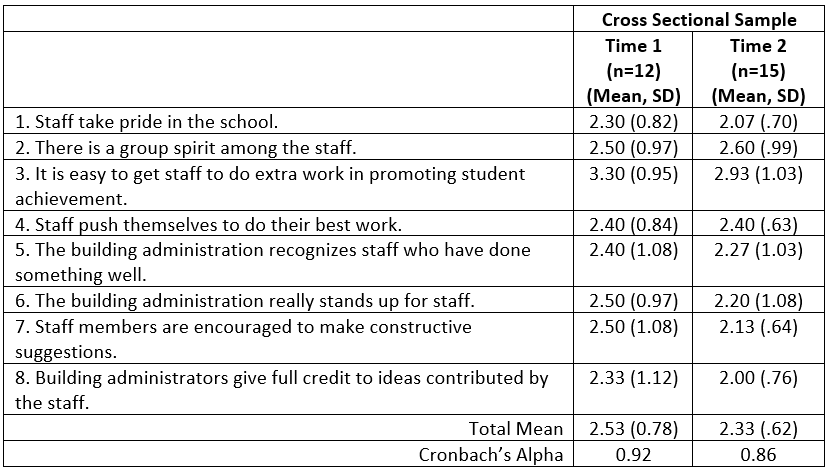 Cross Sectional Sample
Time 1 Time 2
(n=12) (n=15)
(Mean, SD) (Mean, SD)
1. Staff take pride in the school. 2.30 (0.82) 2.07 (.70)
2. There is a group spirit among the staff. 2.50 (0.97) 2.60 (.99)
3. It is easy to get staff to do extra work in promoting student 3.30 (0.95) 2.93 (1.03)
achievement.
4. Staff push themselves to do their best work. 2.40 (0.84) 2.40 (.63)
5. The building administration recognizes staff who have done 2.40 (1.08) 2.27 (1.03)
something well.
6. The building administration really stands up for staff. 2.50 (0.97) 2.20 (1.08)
7. Staff members are encouraged to make constructive 2.50 (1.08) 2.13 (.64)
suggestions.
8. Building administrators give full credit to ideas contributed by 2.33 (1.12) 2.00 (.76)
the staff.
Total Mean 2.53 (0.78) 2.33 (.62)
Cronbach’s Alpha 0.92 0.86